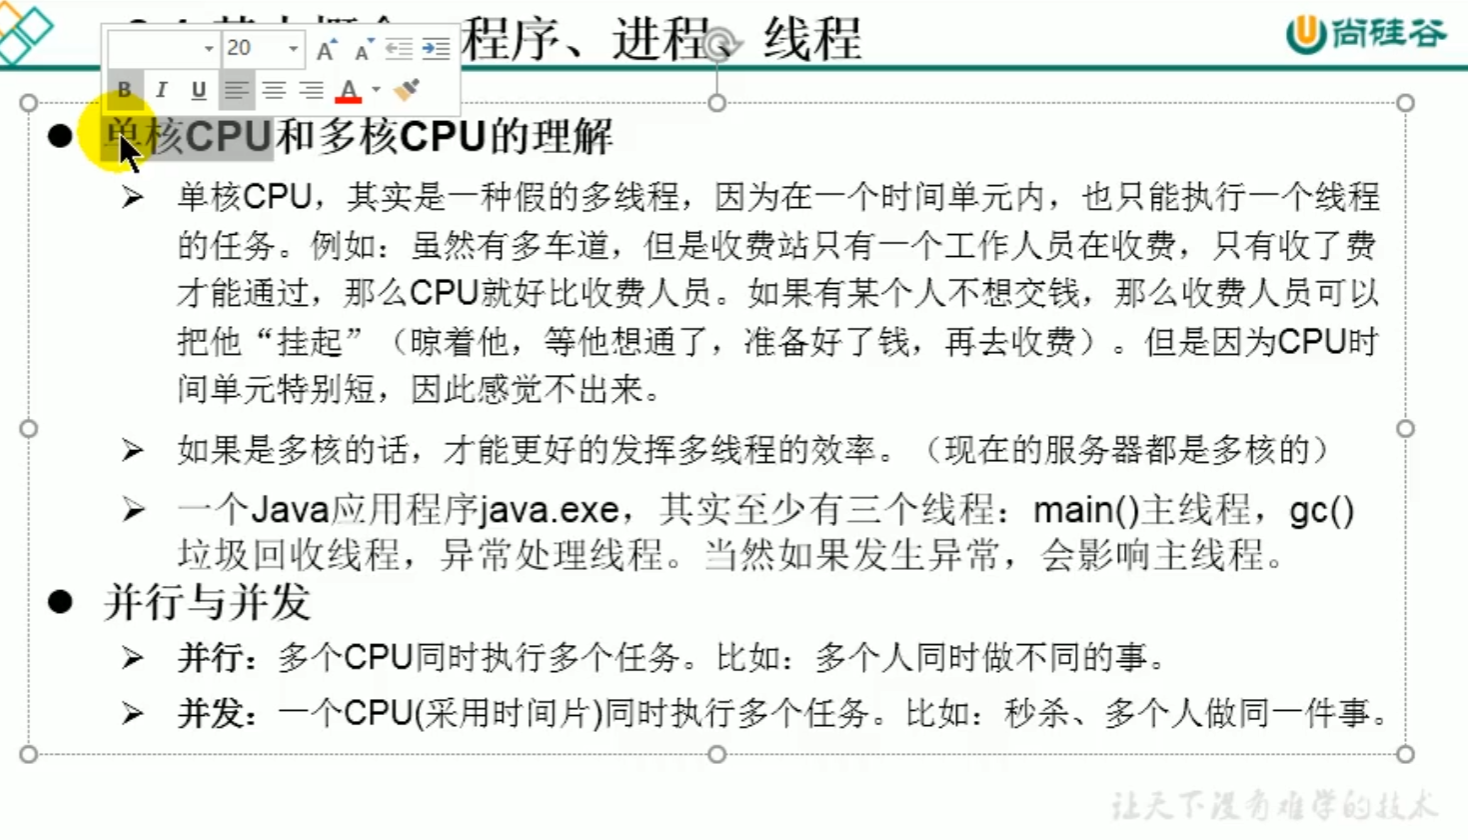 程序、进程、线程
尚硅谷
20
B I U A
单核CPU和多核CPU的理解
单核CPU，其实是一种假的多线程，因为在一个时间单元内，也只能执行一个线程
的任务。例如：虽然有多车道，但是收费站只有一个工作人员在收费，只有收了费
才能通过，那么CPU就好比收费人员。如果有某个人不想交钱，那么收费人员可以
把他“挂起”（晾着他，等他想通了，准备好了钱，再去收费）。但是因为CPU时
间单元特别短，因此感觉不出来。
如果是多核的话，才能更好的发挥多线程的效率。（现在的服务器都是多核的）
一个Java应用程序java.exe，其实至少有三个线程：main()主线程，gc()
垃圾回收线程，异常处理线程。当然如果发生异常，会影响主线程。
并行与并发
并行：多个CPU同时执行多个任务。比如：多个人同时做不同的事。
并发：一个CPU(采用时间片)同时执行多个任务。比如：秒杀、多个人做同一件事。
让天下没有难学的技术